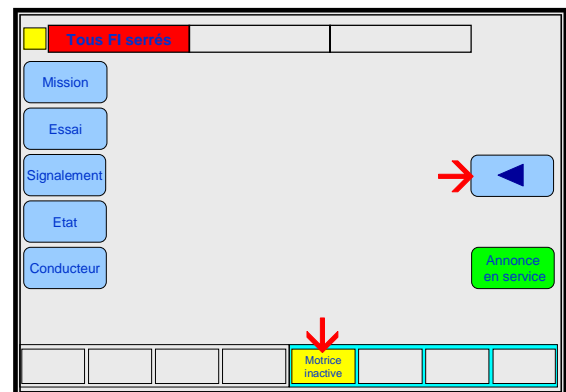 Tous FI serrés
Mission
Essai
Signalement
Etat
Conducteur
Annonce
en service
Motrice
inactive